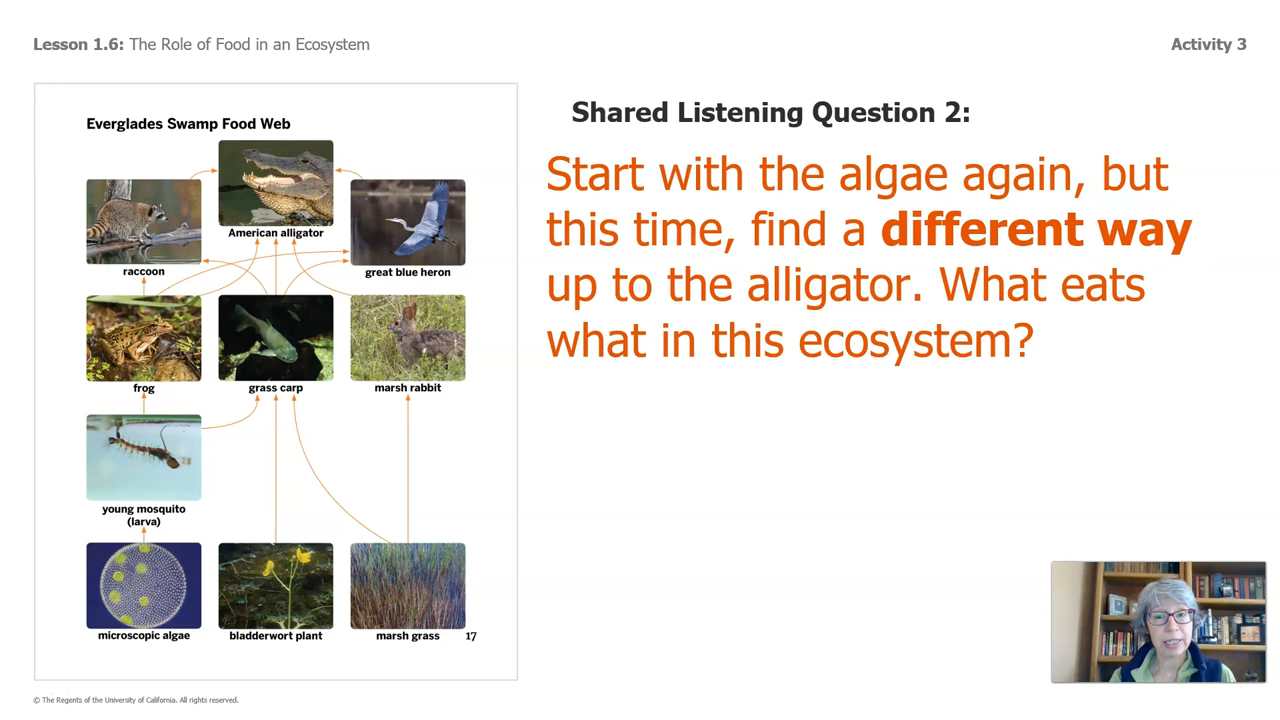 Lesson 1.6: The Role of Food in an Ecosystem
Activity 3
Everglades Swamp Food Web
American alligator
raccoon
great blue heron
frog
grass carp
marsh rabbit
young mosquito
(larva)
microscopic algae
bladderwort plant
marsh grass
17
Shared Listening Question 2:
Start with the algae again, but
this time, find a different way
up to the alligator. What eats
what in this ecosystem?
© The Regents of the University of California. All rights reserved.